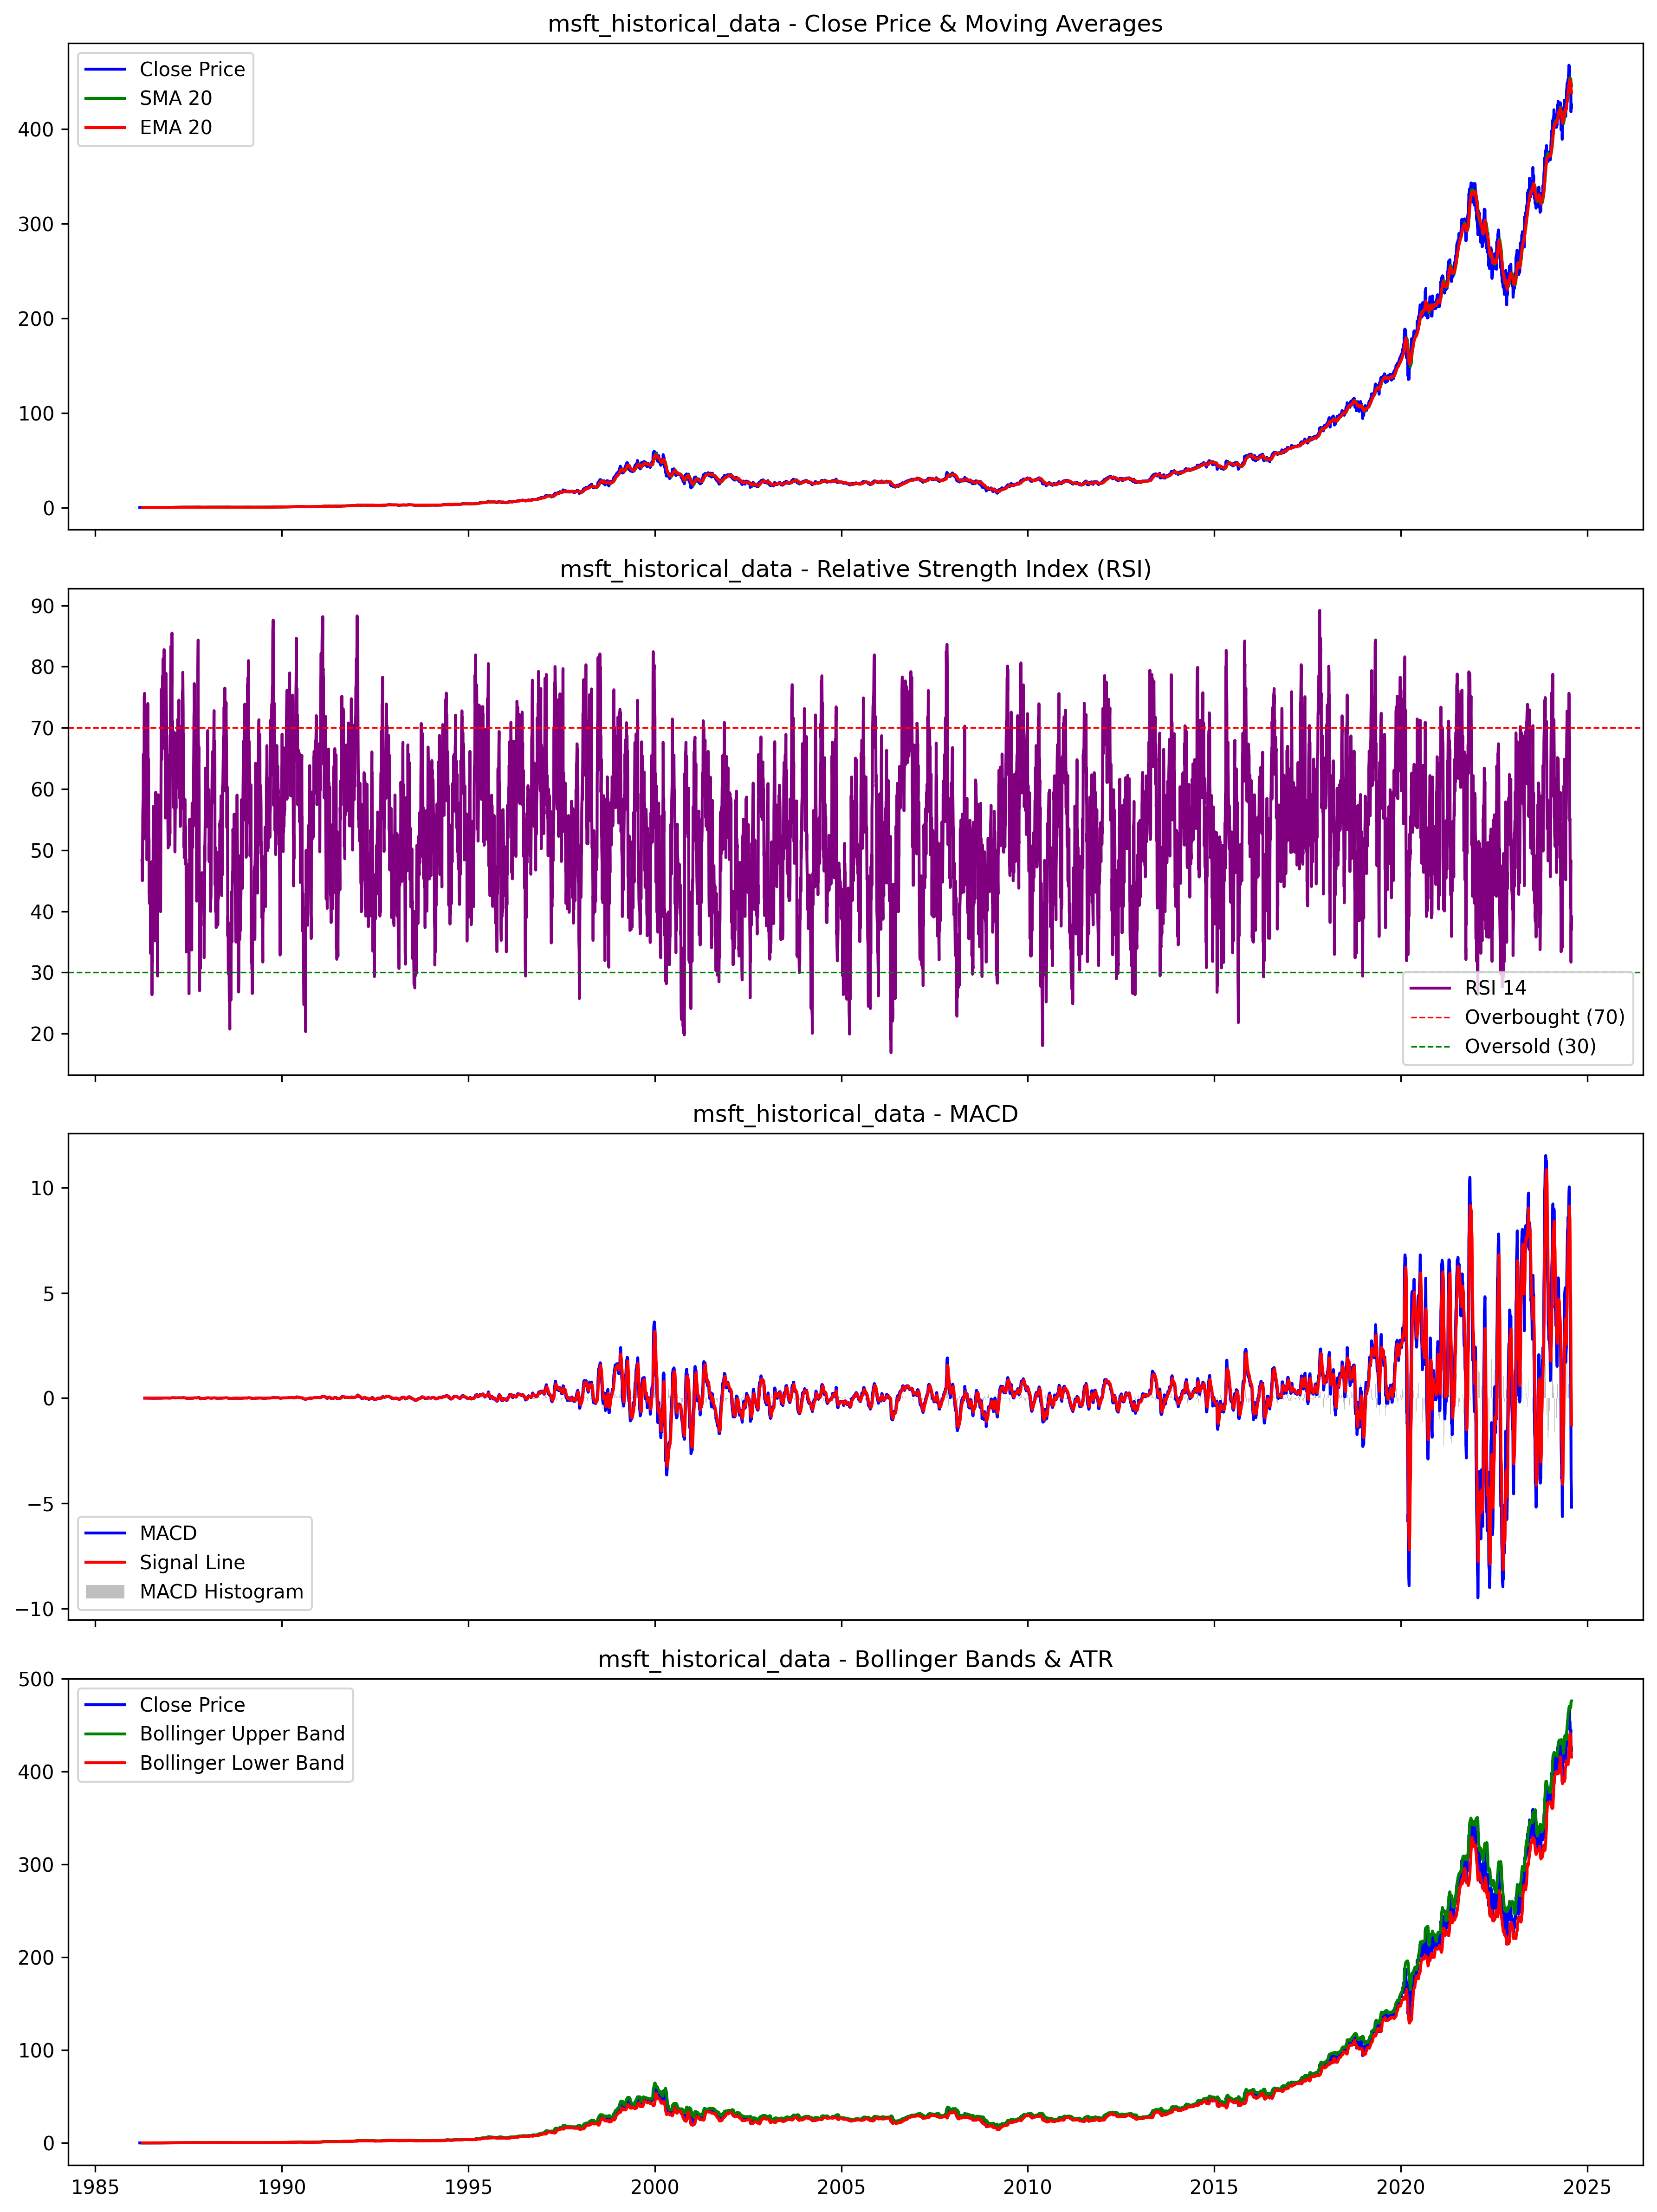 msft_historical_data - Close Price & Moving Averages
Close Price
SMA 20
EMA 20
400
300
200
100
0
msft_historical_data - Relative Strength Index (RSI)
90
80
70
60
50
40
30
20
RSI 14
Overbought (70)
Oversold (30)
msft_historical_data - MACD
10
5
0
−5
−10
MACD
Signal Line
MACD Histogram
msft_historical_data - Bollinger Bands & ATR
Close Price
Bollinger Upper Band
Bollinger Lower Band
500
400
300
200
100
0
1985 1990 1995 2000 2005 2010 2015 2020 2025